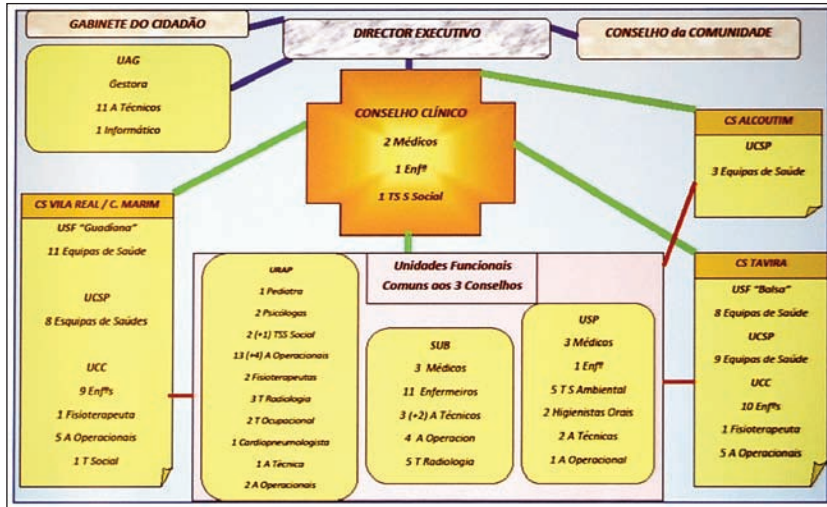 GABINETE DO CIDADÃO
DIRECTOR EXECUTIVO
CONSELHO da COMUNIDADE
UAG
Gestora
11 A Técnicos
1 Informático
CONSELHO CLÍNICO
2 Médicos
1 Enfº
1 TS S Social
CS ALCOUTIM
UCSP
3 Equipas de Saúde
CS VILA REAL / C. MARIM
USF "Guadiana"
11 Equipas de Saúde
UCSP
8 Esquipas de Saúdes
UCC
9 Enfºs
1 Fisioterapeuta
5 A Operacionais
1 T Social
Unidades Funcionais
Comuns aos 3 Conselhos
URAP
1 Pediatra
2 Psicólogas
2 (+1) TSS Social
13 (+4) A Operacionais
2 Fisioterapeutas
3 T Radiologia
2 T Ocupacional
1 Cardiopneumologista
1 A Técnica
2 A Operacionais
SUB
3 Médicos
11 Enfermeiros
3 (+2) A Técnicos
4 A Operacion
5 T Radiologia
USP
3 Médicos
1 Enfº
5 T S Ambiental
2 Higienistas Orais
2 A Técnicas
1 A Operacional
CS TAVIRA
USF "Balsa"
8 Equipas de Saúde
UCSP
9 Equipas de Saúde
UCC
10 Enfºs
1 Fisioterapeuta
5 A Operacionais